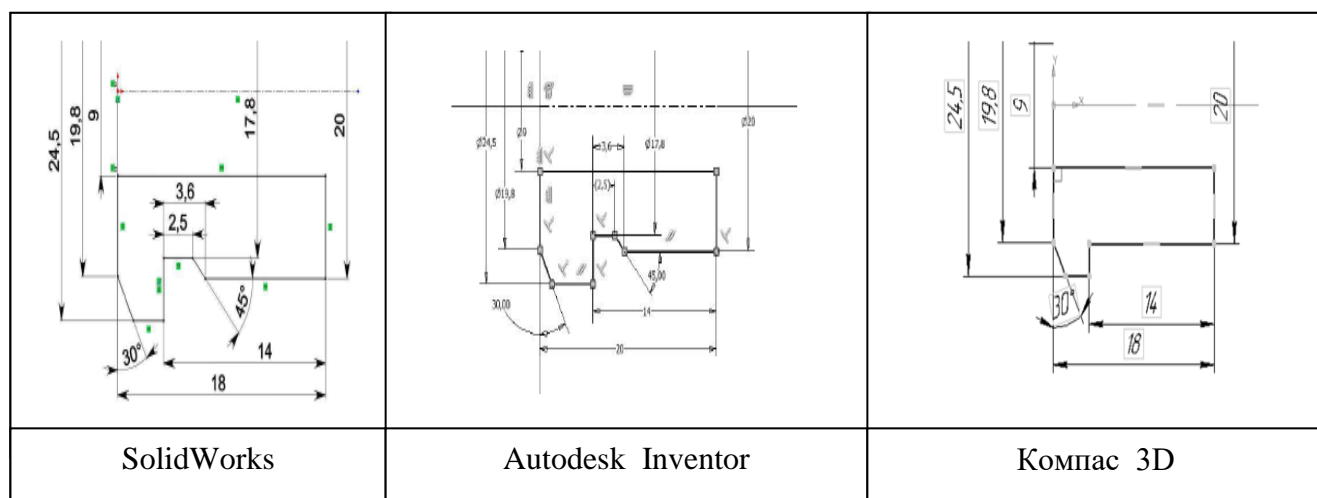 24,5
19,8
9
17,8
20
3,6
2,5
45°
30°
14
18
Ø9
Ø24,5
Ø19,8
3,6
Ø17,8
Ø20
(2,5)
45,00
30,00
14
20
24,5
19,8
9
Y
X
20
30°
14
18
SolidWorks
Autodesk Inventor
Компас 3D